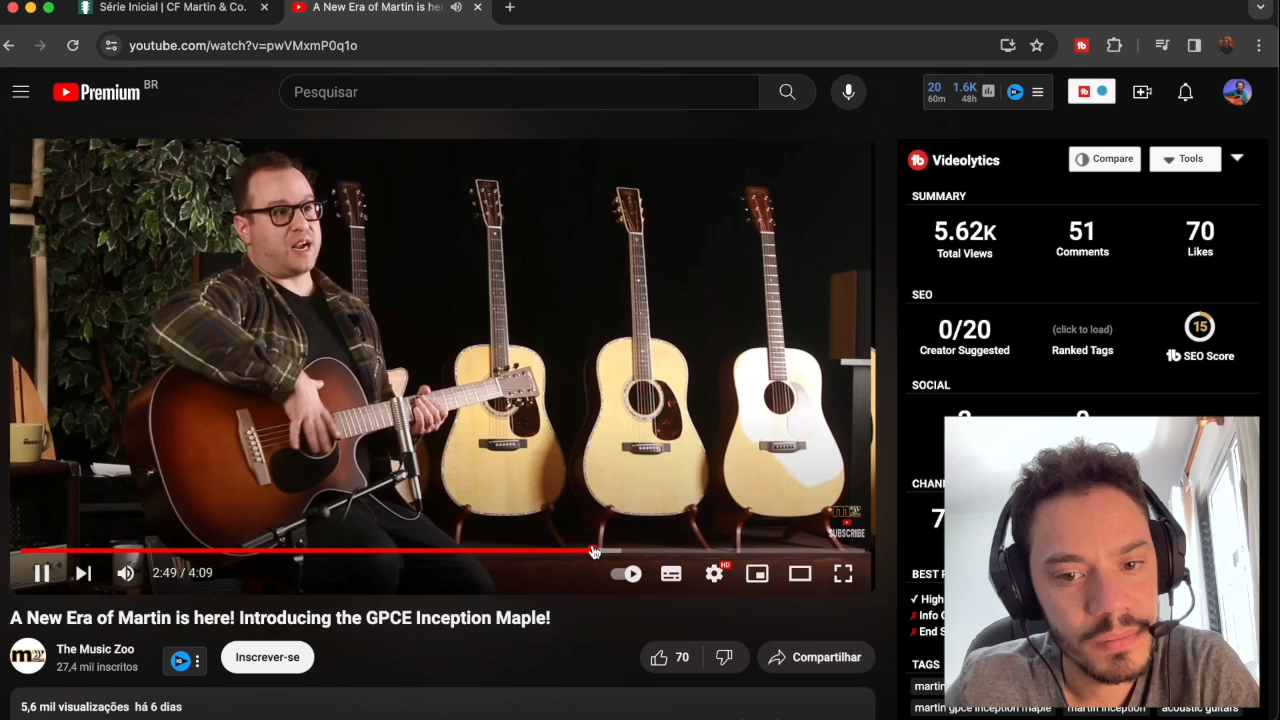 Série Inicial | CF Martin & Co.
A New Era of Martin is her
youtube.com/watch?v=pwVMxmP0q1o
Premium BR
Pesquisar
20 1.6K
60m 48h
Videolytics
Compare
Tools
SUMMARY
5.62K 51 70
Total Views Comments Likes
SEO
0/20 (click to load) 15
Creator Suggested Ranked Tags tb SEO Score
SOCIAL
CHAN
7
BEST
✓ High
✗ Info
✗ End S
TAGS
martin
martin gpce inception maple martin inception acoustic guitars
SUBSCRIBE
2:49 / 4:09
HD
A New Era of Martin is here! Introducing the GPCE Inception Maple!
The Music Zoo
27,4 mil inscritos
Inscrever-se
70
Compartilhar
5,6 mil visualizações há 6 dias